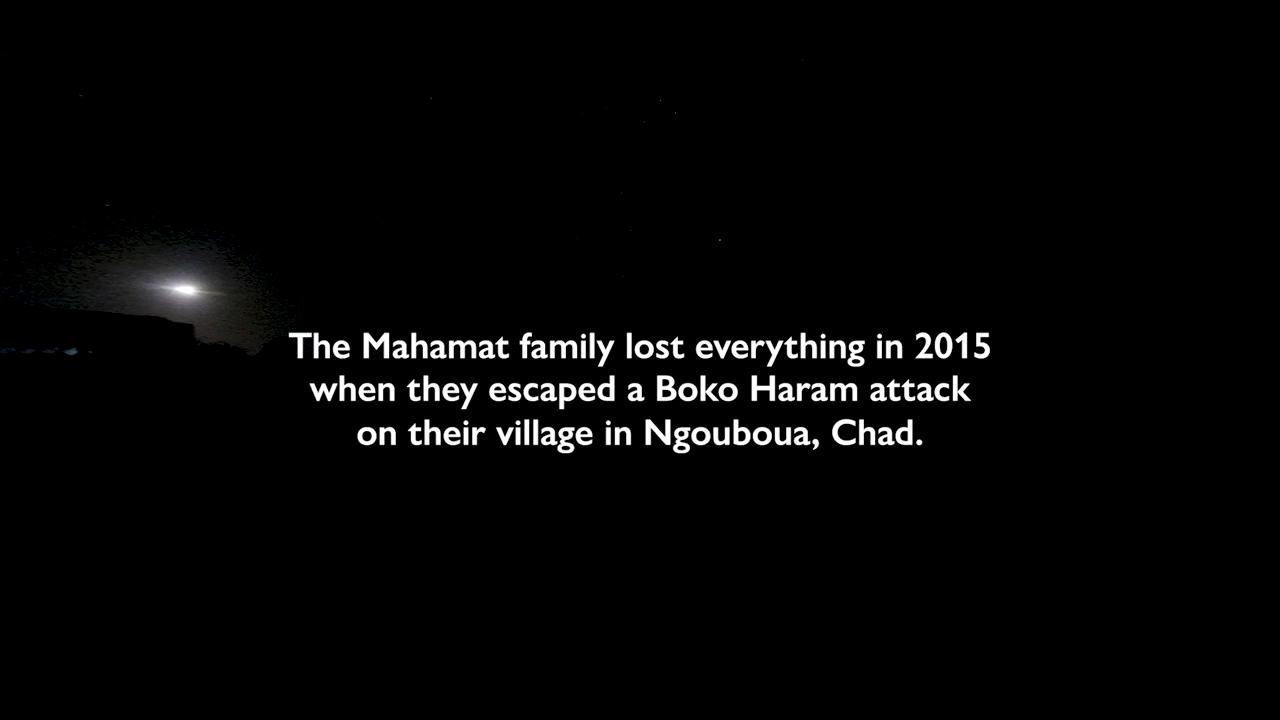 The Mahamat family lost everything in 2015
when they escaped a Boko Haram attack
on their village in Ngouboua, Chad.